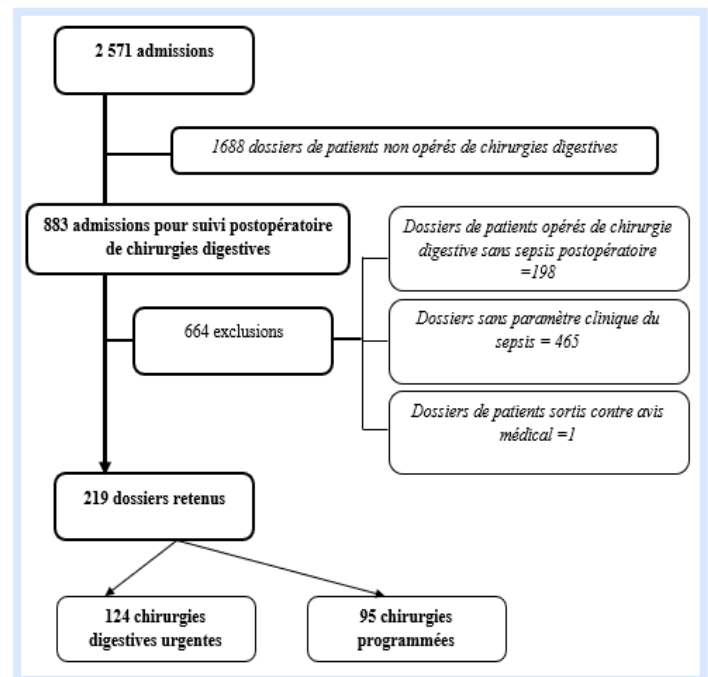 2 571 admissions
1688 dossiers de patients non opérés de chirurgies digestives
883 admissions pour suivi postopératoire
de chirurgies digestives
Dossiers de patients opérés de chirurgie
digestive sans sepsis postopératoire
=198
664 exclusions
Dossiers sans paramètre clinique du
sepsis = 465
Dossiers de patients sortis contre avis
médical =1
219 dossiers retenus
124 chirurgies
digestives urgentes
95 chirurgies
programmées